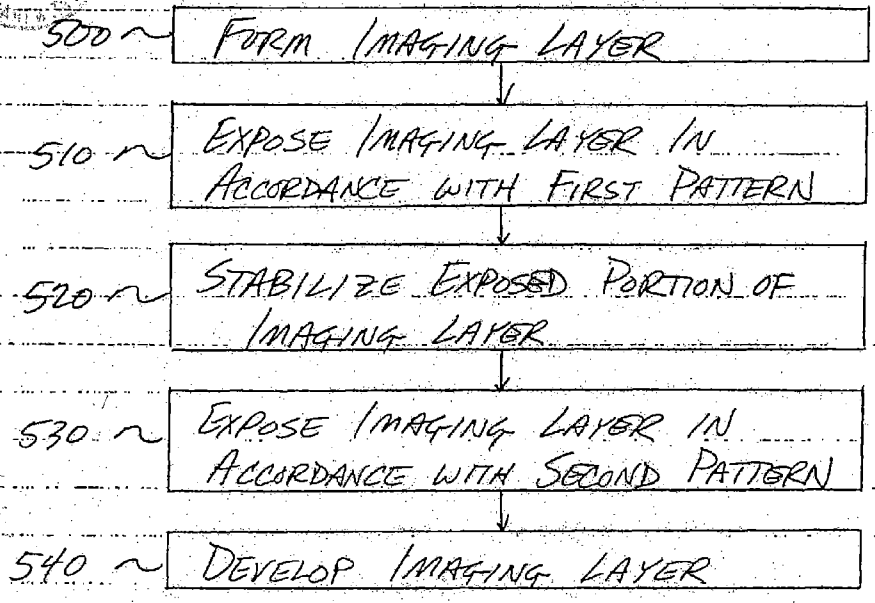 500 ~ FORM IMAGING LAYER
510 ~ EXPOSE IMAGING LAYER IN
ACCORDANCE WITH FIRST PATTERN
520 ~ STABILIZE EXPOSED PORTION OF
IMAGING LAYER
530 ~ EXPOSE IMAGING LAYER IN
ACCORDANCE WITH SECOND PATTERN
540 ~ DEVELOP IMAGING LAYER